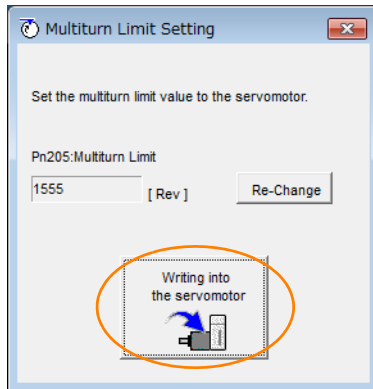 Multiturn Limit Setting
Set the multiturn limit value to the servomotor.
Pn205:Multiturn Limit
1555 [ Rev ] Re-Change
Writing into
the servomotor